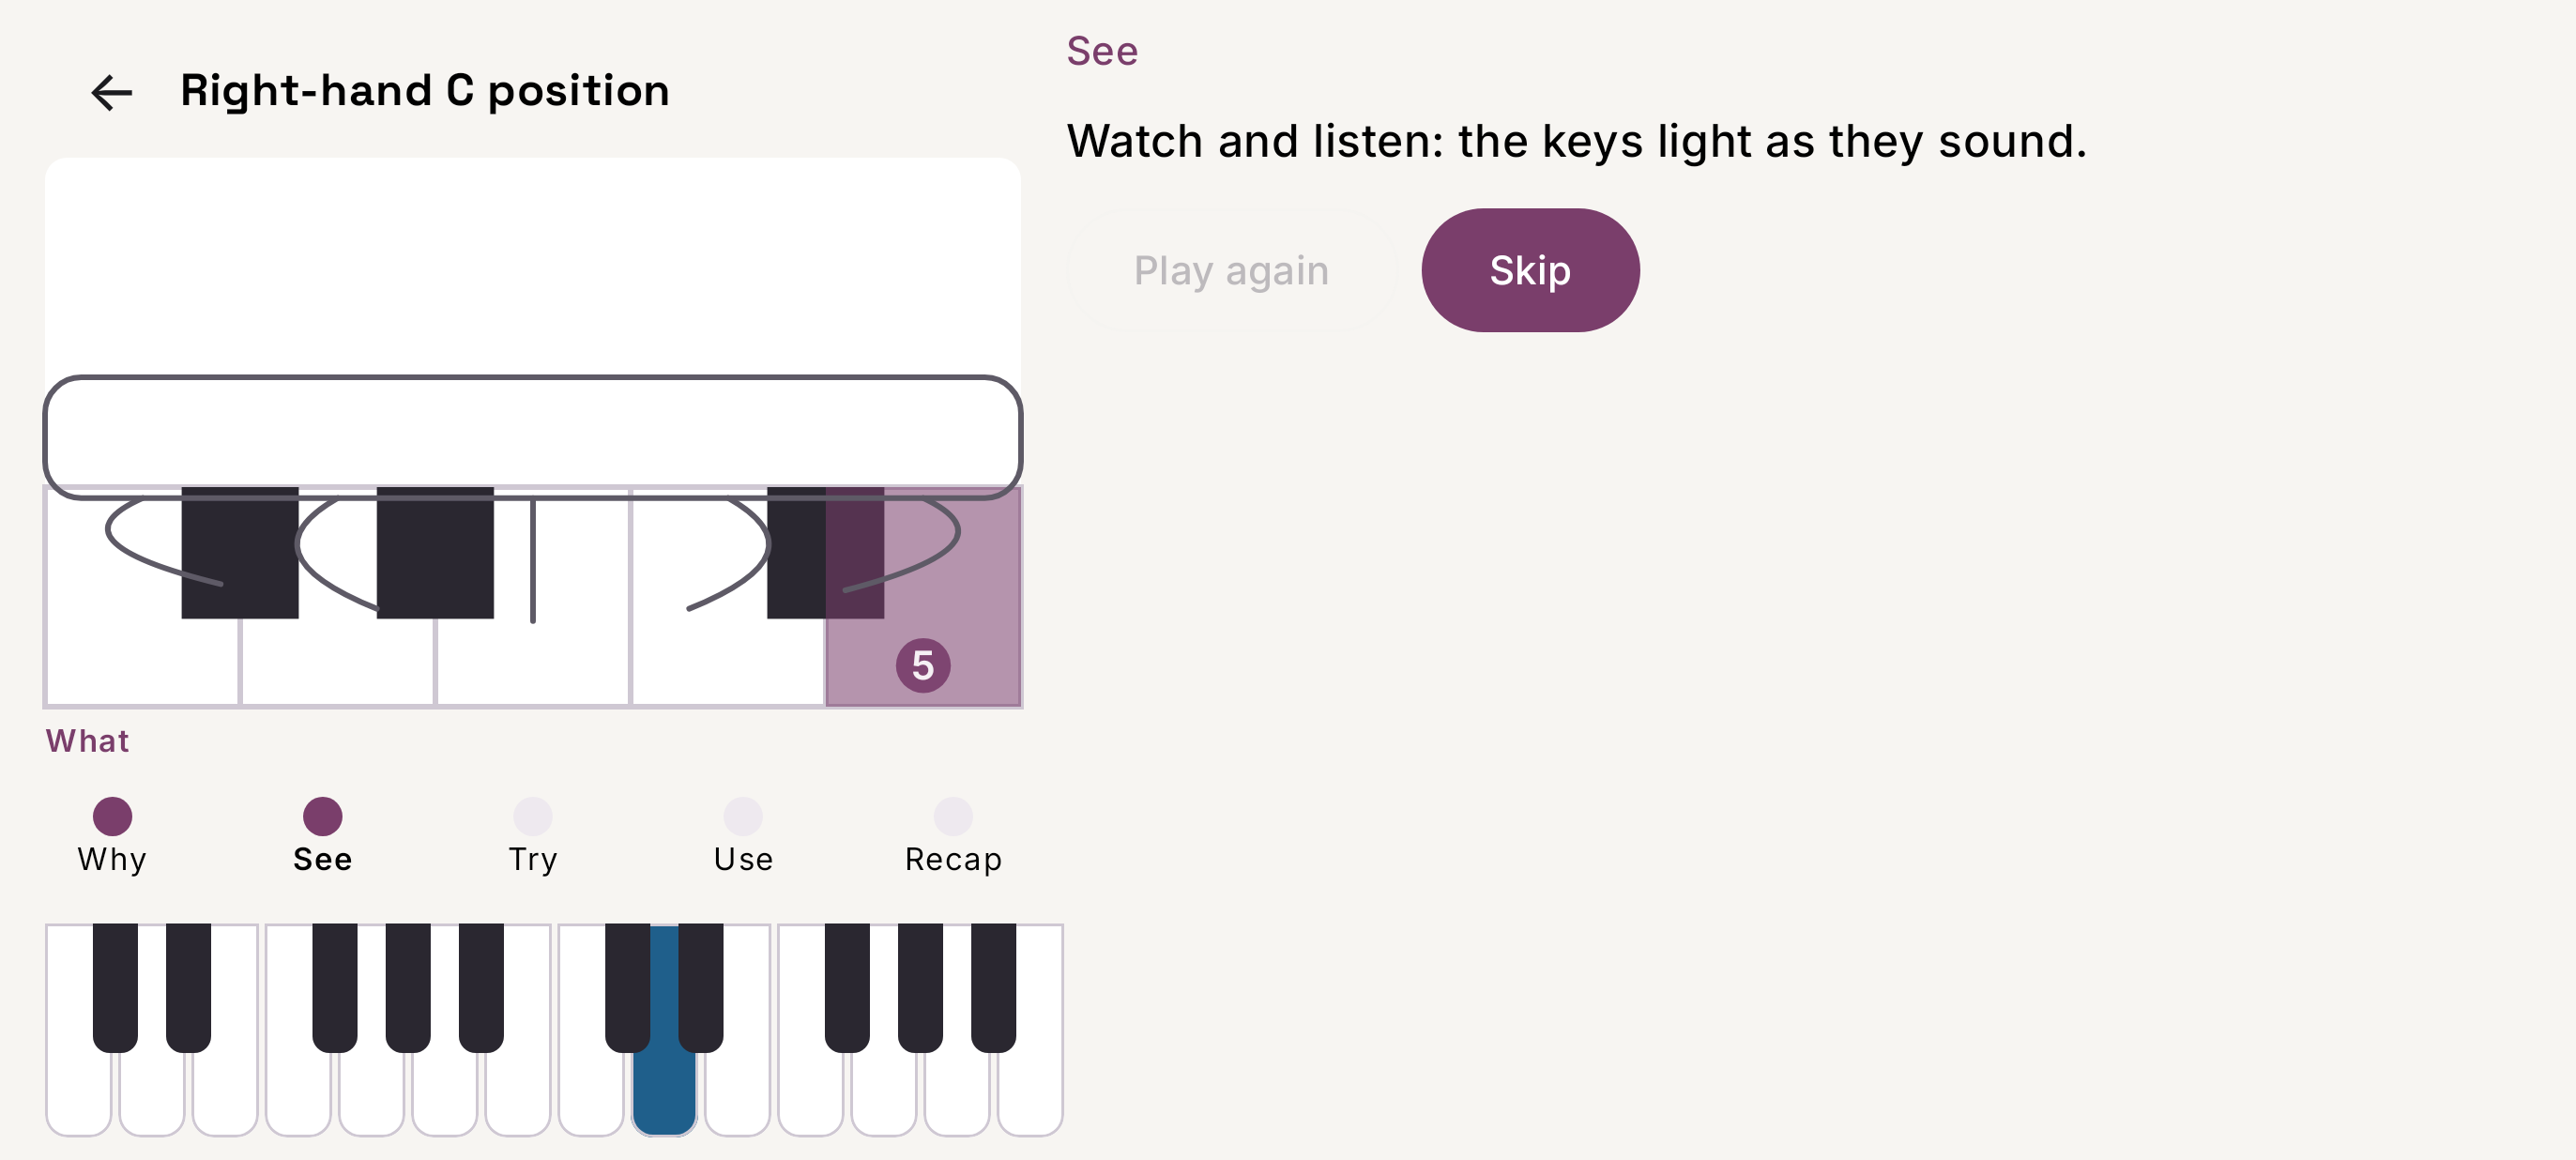 Right-hand C position
5
What
Why
See
Try
Use
Recap
See
Watch and listen: the keys light as they sound.
Play again
Skip